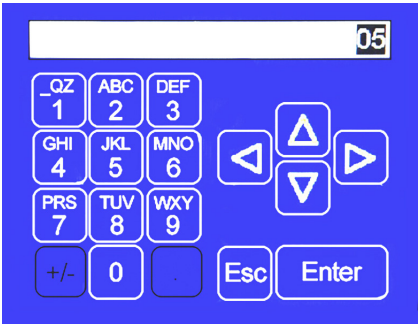 05
_QZ ABC DEF
1 2 3
GHI JKL MNO
4 5 6
PRS TUV WXY
7 8 9
+/- 0 .
Esc Enter